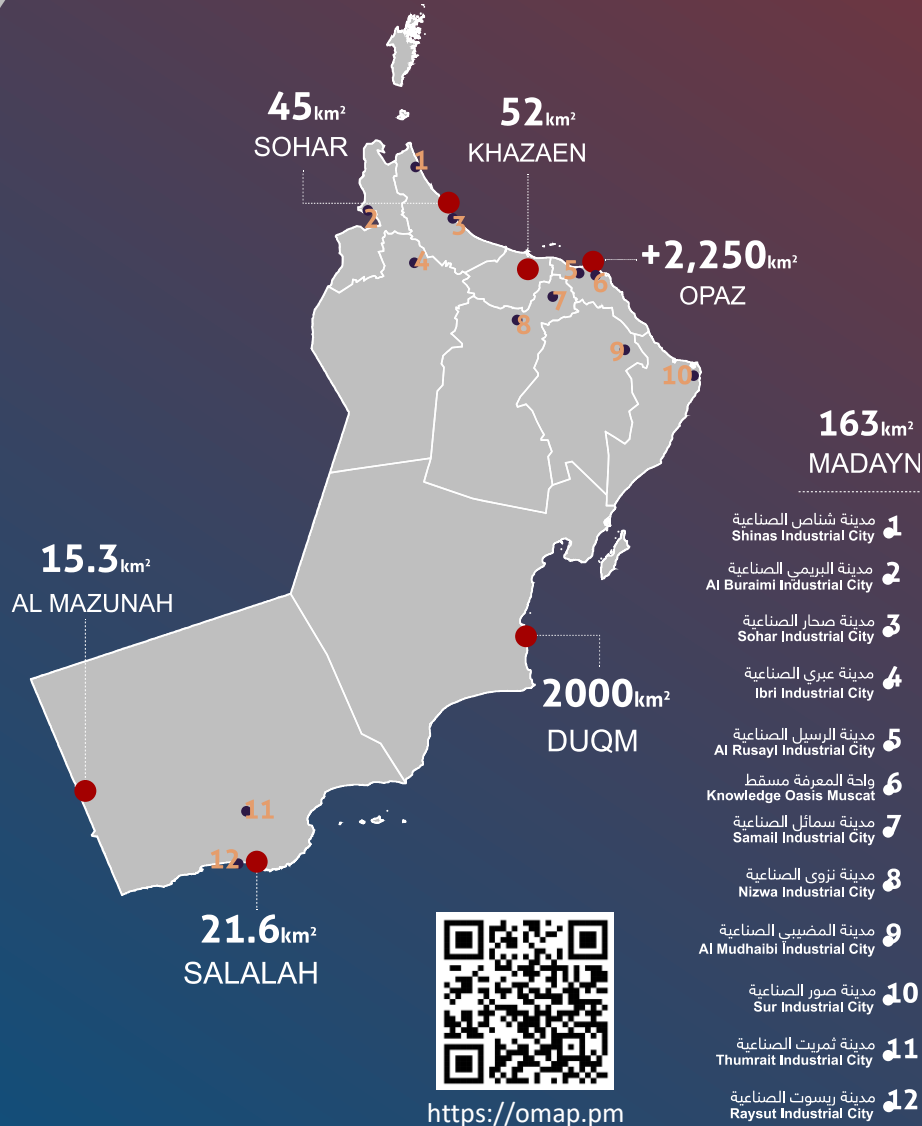 45km²
SOHAR
52km²
KHAZAEN
+2,250km²
OPAZ
1
2
3
4
5
6
7
8
9
10
163km²
MADAYN
15.3km²
AL MAZUNAH
2000km²
DUQM
11
12
21.6km²
SALALAH
مدينة شناص الصناعية
Shinas Industrial City
1
مدينة البريمي الصناعية
Al Buraimi Industrial City
2
مدينة صحار الصناعية
Sohar Industrial City
3
مدينة عبري الصناعية
Ibri Industrial City
4
مدينة الرسيل الصناعية
Al Rusayl Industrial City
5
واحة المعرفة مسقط
Knowledge Oasis Muscat
6
مدينة سمائل الصناعية
Samail Industrial City
7
مدينة نزوى الصناعية
Nizwa Industrial City
8
مدينة المضيبي الصناعية
Al Mudhaibi Industrial City
9
مدينة صور الصناعية
Sur Industrial City
10
مدينة ثمريت الصناعية
Thumrait Industrial City
11
مدينة ريسوت الصناعية
Raysut Industrial City
12
https://omap.pm